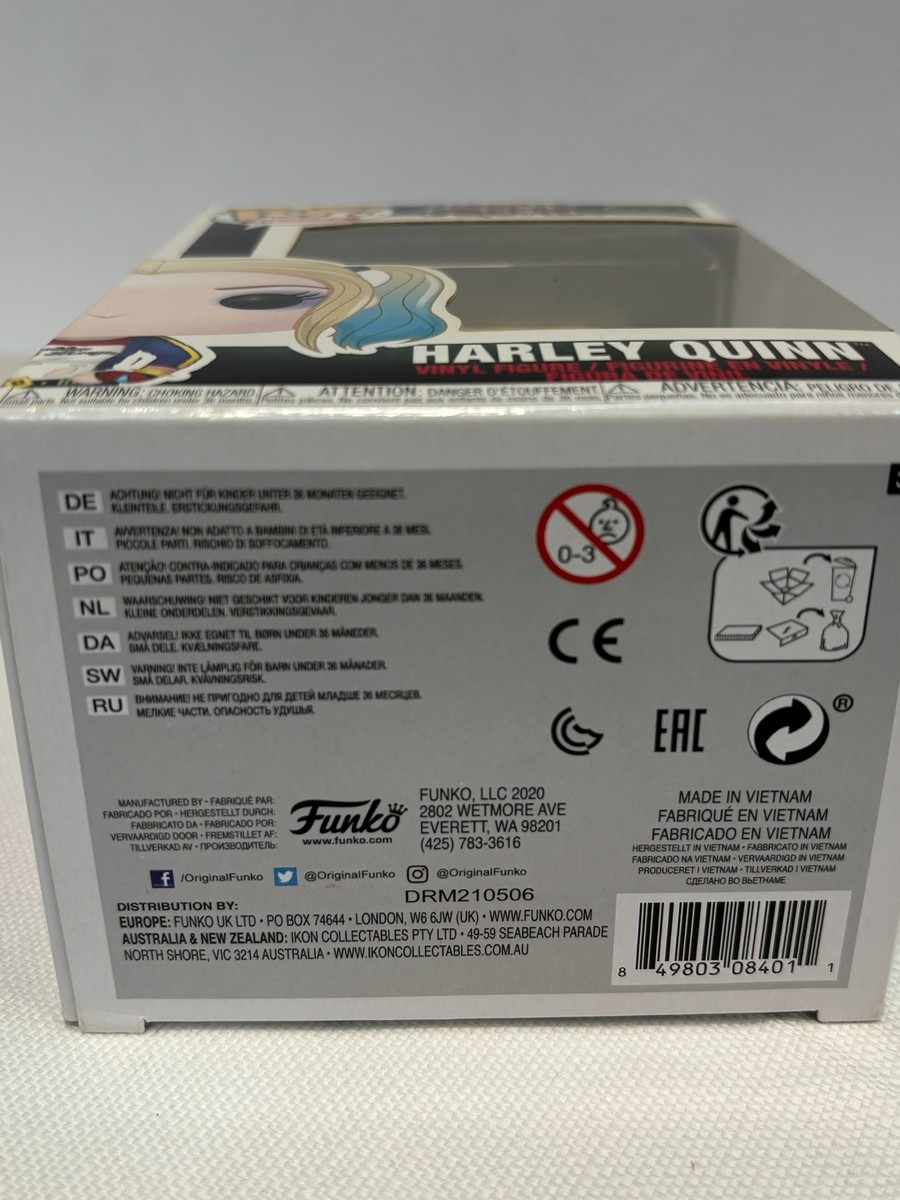 HARLEY QUINN™
VINYL FIGURE / FIGURINE EN VINYLE /
WARNING: CHOKING HAZARD
Small parts. Not suitable for children under 36 months.
ATTENTION: DANGER D'ÉTOUFFEMENT
ADVERTENCIA: PELIGRO DE
DE ACHTUNG! NICHT FÜR KINDER UNTER 36 MONATEN GEEIGNET.
KLEINTEILE. ERSTICKUNGSGEFAHR.
IT AVVERTENZA! NON ADATTO A BAMBINI DI ETÀ INFERIORE A 36 MESI.
PICCOLE PARTI. RISCHIO DI SOFFOCAMENTO.
PO ATENÇÃO! CONTRA-INDICADO PARA CRIANÇAS COM MENOS DE 36 MESES.
PEQUENAS PARTES. RISCO DE ASFIXIA.
NL WAARSCHUWING! NIET GESCHIKT VOOR KINDEREN JONGER DAN 36 MAANDEN.
KLEINE ONDERDELEN. VERSTIKKINGSGEVAAR.
DA ADVARSEL! IKKE EGNET TIL BØRN UNDER 36 MÅNEDER.
SMÅ DELE. KVÆLNINGSFARE.
SW VARNING! INTE LÄMPLIG FÖR BARN UNDER 36 MÅNADER.
SMÅ DELAR. KVÄVNINGSRISK.
RU ВНИМАНИЕ! НЕ ПРИГОДНО ДЛЯ ДЕТЕЙ МЛАДШЕ 36 МЕСЯЦЕВ.
МЕЛКИЕ ЧАСТИ. ОПАСНОСТЬ УДУШЬЯ.
0-3
CE
EAC
®
MANUFACTURED BY • FABRIQUÉ PAR:
FABRICADO POR • HERGESTELLT DURCH:
FABBRICATO DA • FABRICADO POR:
VERVAARDIGD DOOR • FREMSTILLET AF:
TILLVERKAD AV • ПРОИЗВОДИТЕЛЬ:
Funko
www.funko.com
FUNKO, LLC 2020
2802 WETMORE AVE
EVERETT, WA 98201
(425) 783-3616
MADE IN VIETNAM
FABRIQUÉ EN VIETNAM
FABRICADO EN VIETNAM
HERGESTELLT IN VIETNAM • FABBRICATO IN VIETNAM
FABRICADO NA VIETNAM • VERVAARDIGD IN VIETNAM
PRODUCERET I VIETNAM • TILLVERKAD I VIETNAM
СДЕЛАНО ВО ВЬЕТНАМЕ
/OriginalFunko @OriginalFunko @OriginalFunko
DRM210506
DISTRIBUTION BY:
EUROPE: FUNKO UK LTD • PO BOX 74644 • LONDON, W6 6JW (UK) • WWW.FUNKO.COM
AUSTRALIA & NEW ZEALAND: IKON COLLECTABLES PTY LTD • 49-59 SEABEACH PARADE
NORTH SHORE, VIC 3214 AUSTRALIA • WWW.IKONCOLLECTABLES.COM.AU
8 49803 08401 1